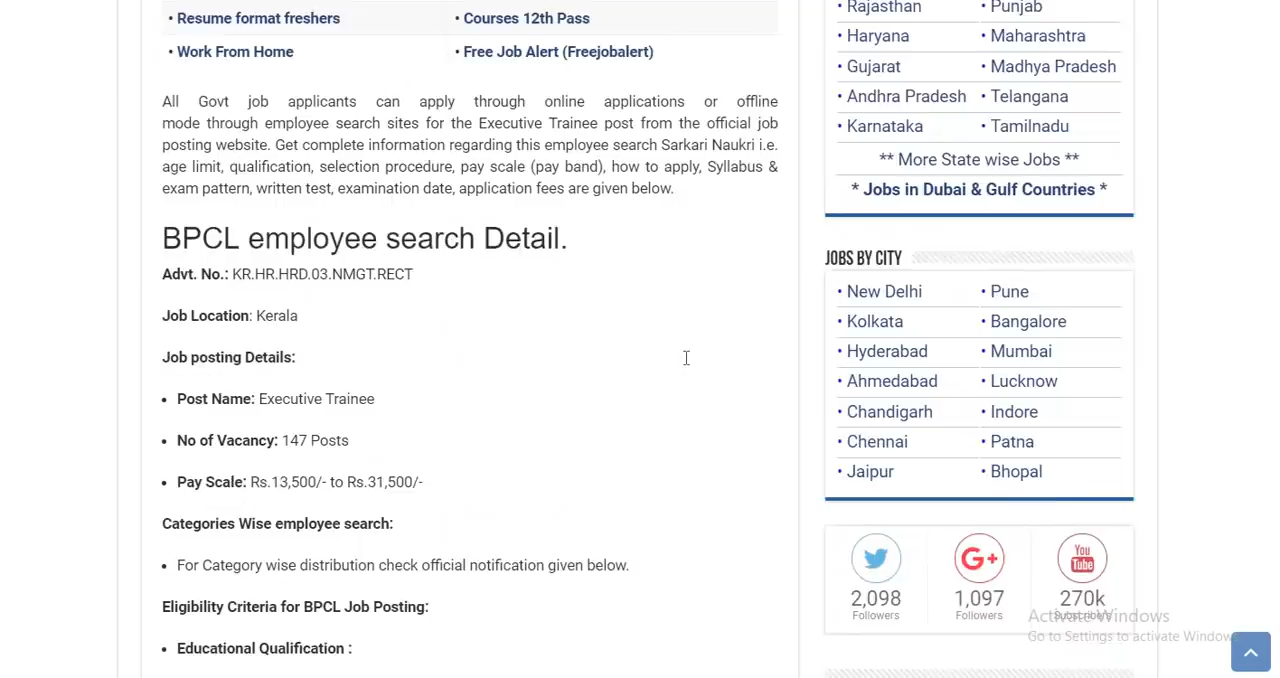 • Resume format freshers • Courses 12th Pass
• Work From Home • Free Job Alert (Freejobalert)
All Govt job applicants can apply through online applications or offline
mode through employee search sites for the Executive Trainee post from the official job
posting website. Get complete information regarding this employee search Sarkari Naukri i.e.
age limit, qualification, selection procedure, pay scale (pay band), how to apply, Syllabus &
exam pattern, written test, examination date, application fees are given below.
BPCL employee search Detail.
Advt. No.: KR.HR.HRD.03.NMGT.RECT
Job Location: Kerala
Job posting Details:
• Post Name: Executive Trainee
• No of Vacancy: 147 Posts
• Pay Scale: Rs.13,500/- to Rs.31,500/-
Categories Wise employee search:
• For Category wise distribution check official notification given below.
Eligibility Criteria for BPCL Job Posting:
• Educational Qualification :
• Rajasthan • Punjab
• Haryana • Maharashtra
• Gujarat • Madhya Pradesh
• Andhra Pradesh • Telangana
• Karnataka • Tamilnadu
** More State wise Jobs **
* Jobs in Dubai & Gulf Countries *
JOBS BY CITY
• New Delhi • Pune
• Kolkata • Bangalore
• Hyderabad • Mumbai
• Ahmedabad • Lucknow
• Chandigarh • Indore
• Chennai • Patna
• Jaipur • Bhopal
G+ You Tube
2,098 1,097 270k
Followers Followers Subscribers
Activate Windows
Go to Settings to activate Windows.